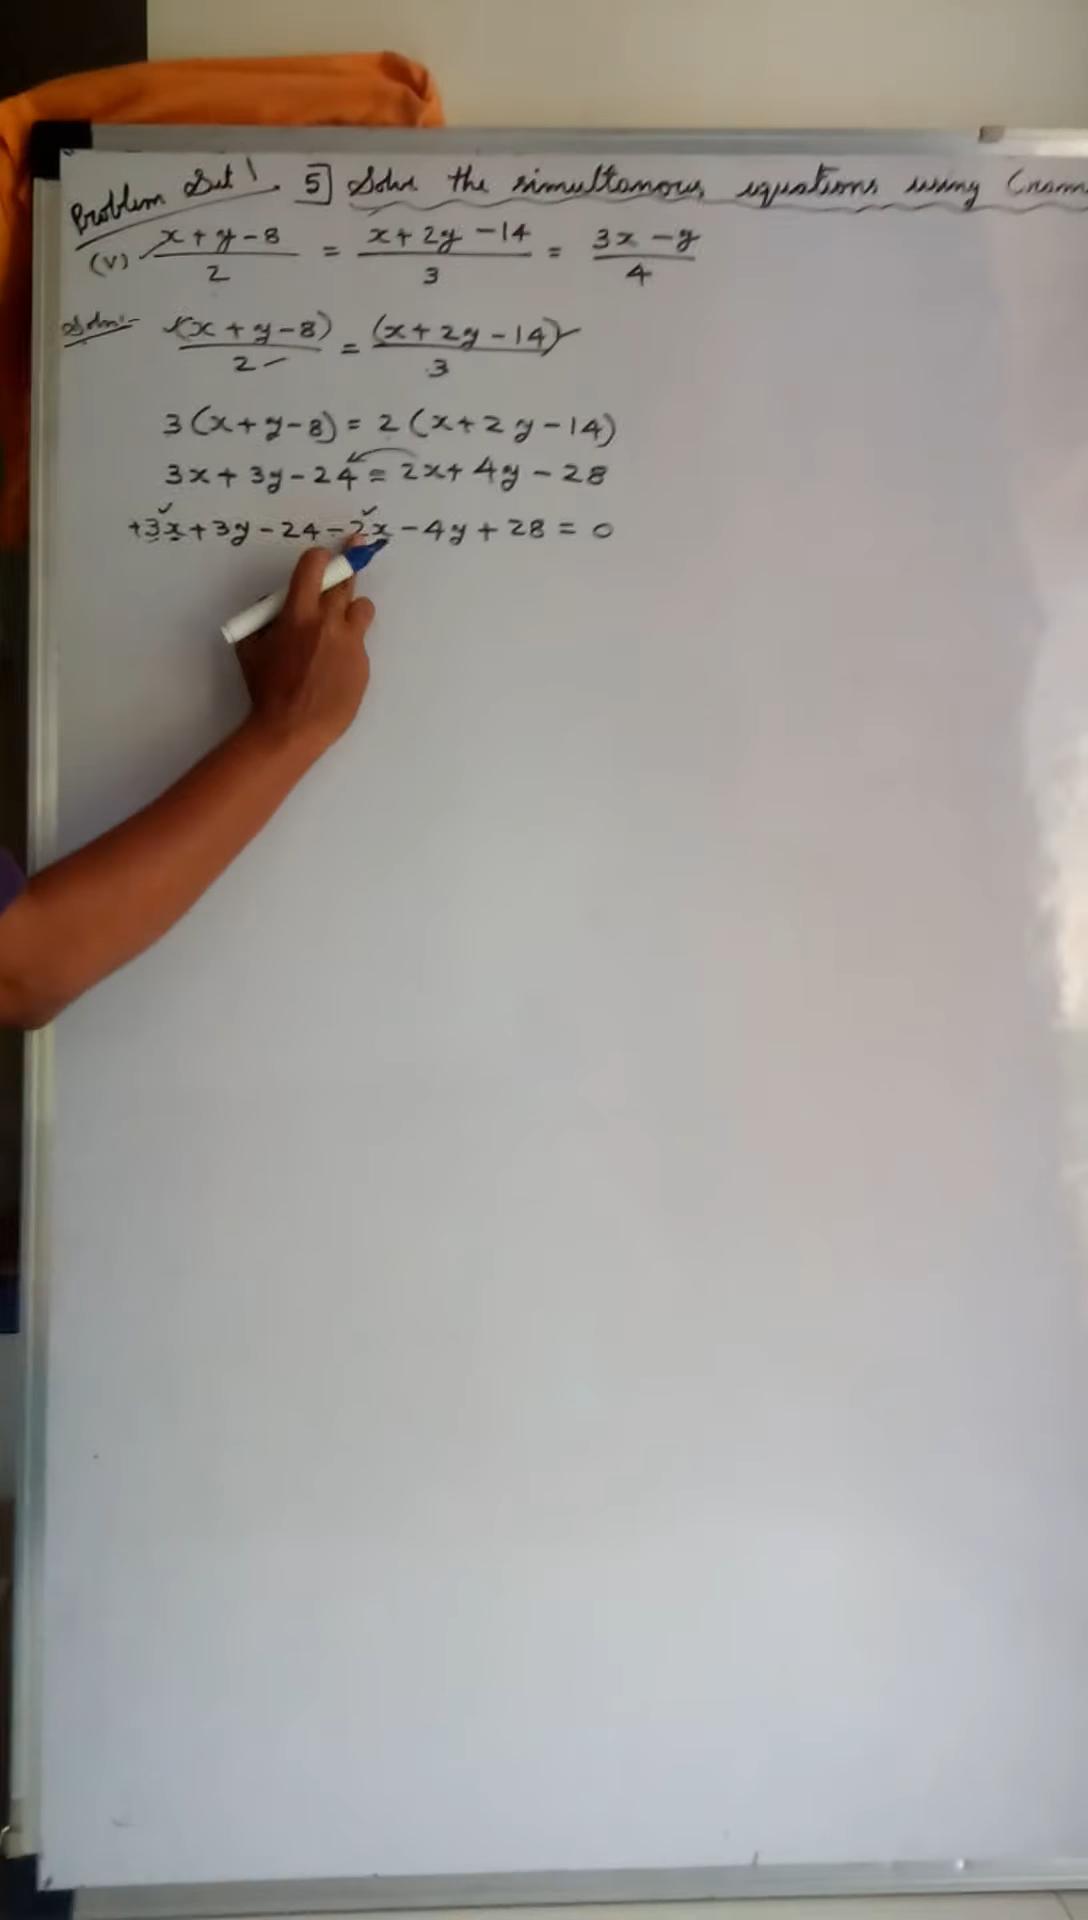 Problem Set 1. 5] Solve the simultanous equations using Cram
(v) x+y-8/2 = x+2y-14/3 = 3x-y/4
Soln:- (x+y-8)/2 = (x+2y-14)/3
3(x+y-8) = 2(x+2y-14)
3x+3y-24 = 2x+4y-28
+3x+3y-24-2x-4y+28=0